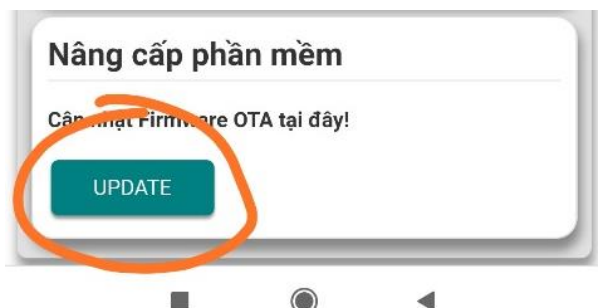 Nâng cấp phần mềm
Cập nhật Firmware OTA tại đây!
UPDATE